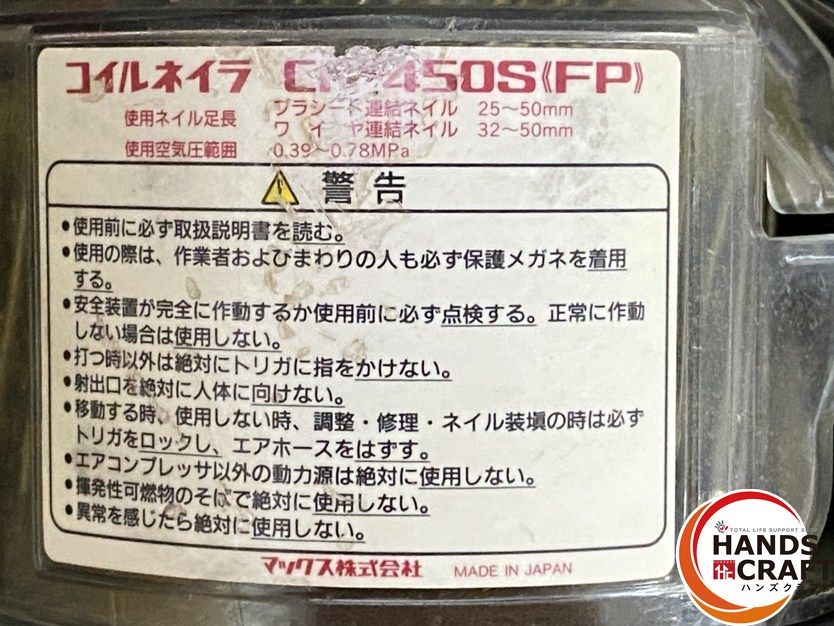 コイルネイラ 450S《FP》
使用ネイル足長 プラシート連結ネイル 25～50mm
ワイヤ連結ネイル 32～50mm
使用空気圧範囲 0.39～0.78MPa
警告
●使用前に必ず取扱説明書を読む。
●使用の際は、作業者およびまわりの人も必ず保護メガネを着用
する。
●安全装置が完全に作動するか使用前に必ず点検する。正常に作動
しない場合は使用しない。
●打つ時以外は絶対にトリガに指をかけない。
●射出口を絶対に人体に向けない。
●移動する時、使用しない時、調整・修理・ネイル装塡の時は必ず
トリガをロックし、エアホースをはずす。
●エアコンプレッサ以外の動力源は絶対に使用しない。
●揮発性可燃物のそばで絶対に使用しない。
●異常を感じたら絶対に使用しない。
マックス株式会社 MADE IN JAPAN
TOTAL LIFE SUPPORT
HANDS
CRAFT
ハンズクラ